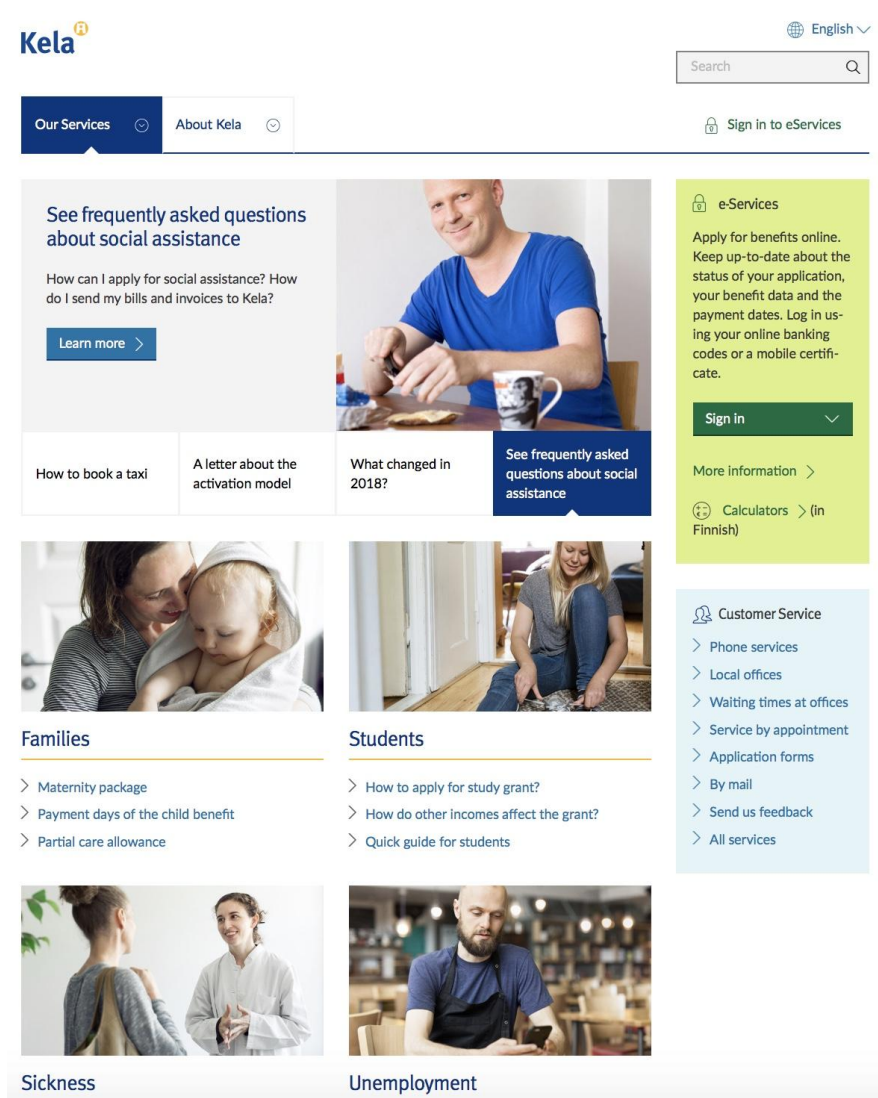 Kela
English
Search
Our Services
About Kela
Sign in to eServices
See frequently asked questions
about social assistance
How can I apply for social assistance? How
do I send my bills and invoices to Kela?
Learn more
How to book a taxi
A letter about the
activation model
What changed in
2018?
See frequently asked
questions about social
assistance
e-Services
Apply for benefits online.
Keep up-to-date about the
status of your application,
your benefit data and the
payment dates. Log in us-
ing your online banking
codes or a mobile certifi-
cate.
Sign in
More information
Calculators (in
Finnish)
Families
Maternity package
Payment days of the child benefit
Partial care allowance
Students
How to apply for study grant?
How do other incomes affect the grant?
Quick guide for students
Customer Service
Phone services
Local offices
Waiting times at offices
Service by appointment
Application forms
By mail
Send us feedback
All services
Sickness
Unemployment